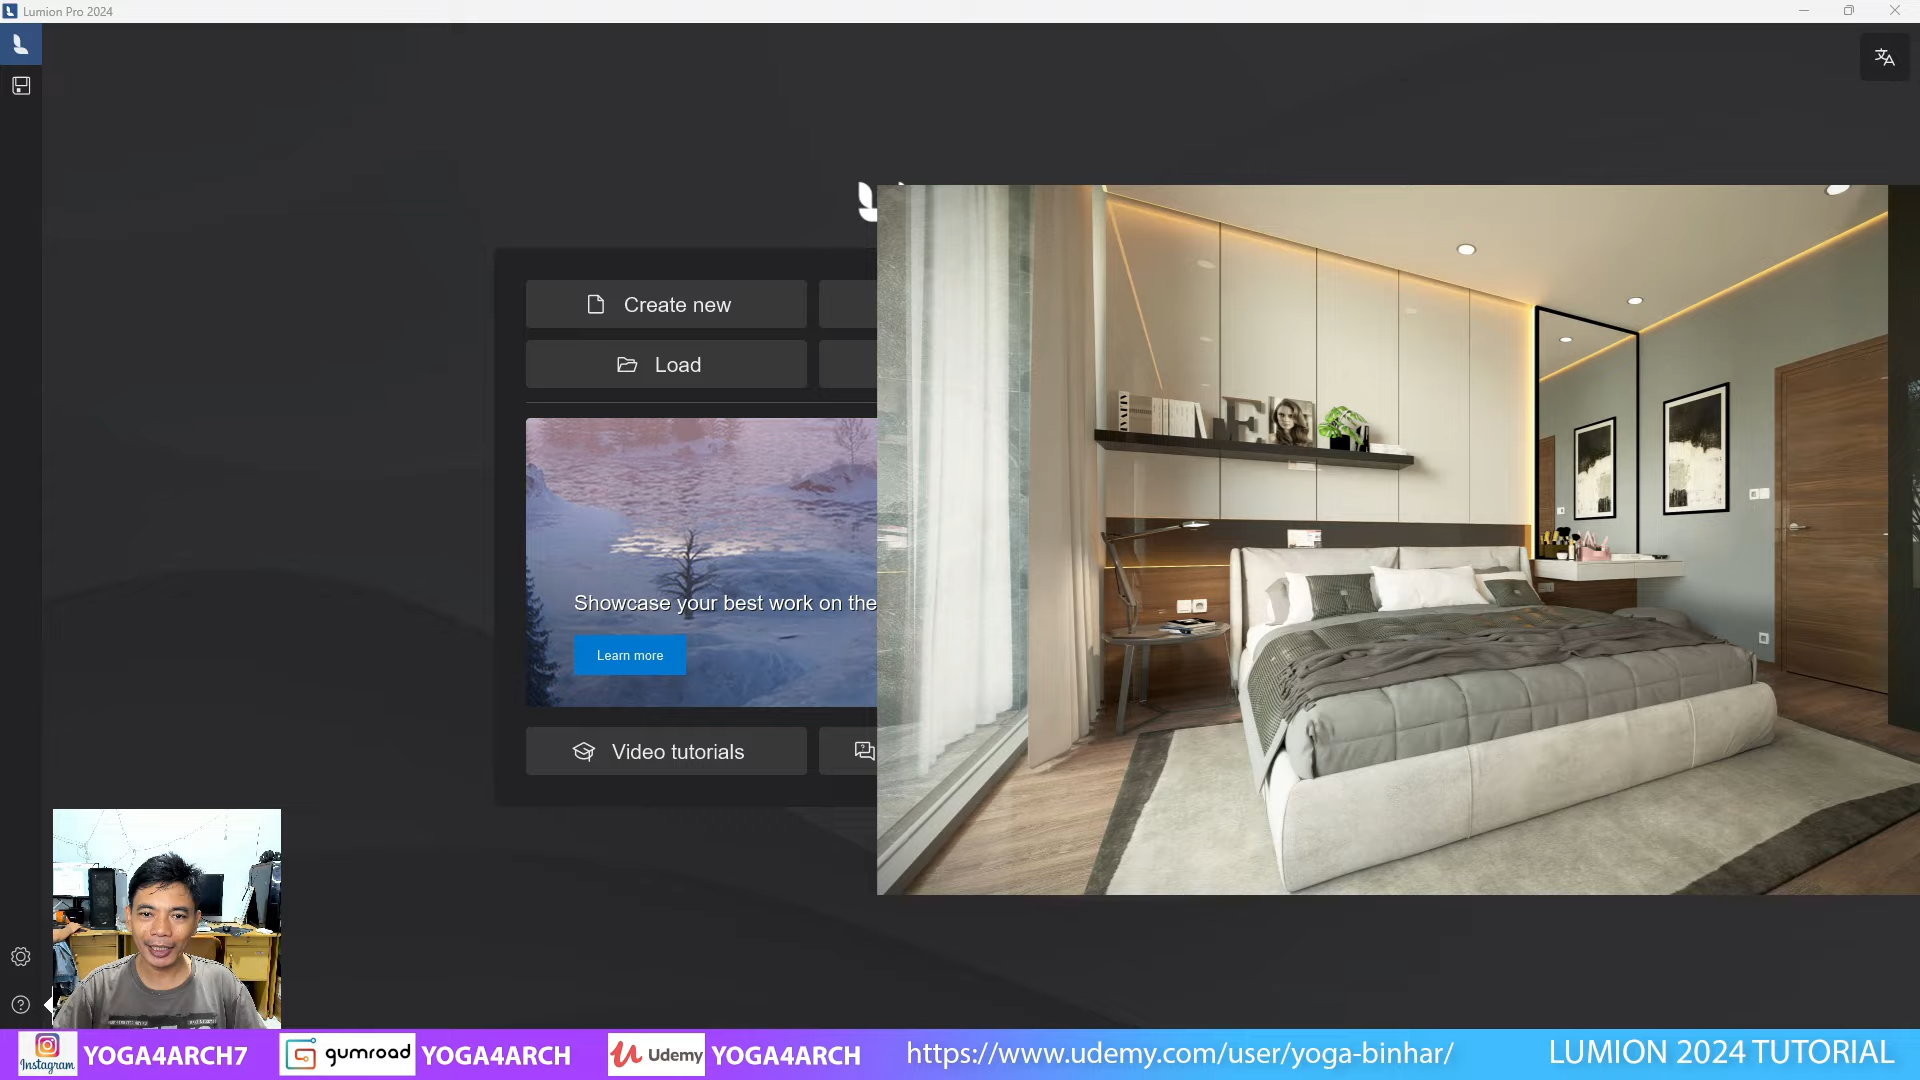 Lumion Pro 2024
Create new
Load
Showcase your best work on the
Learn more
Video tutorials
E
Instagram
YOGA4ARCH7
gumroad
YOGA4ARCH
Udemy
YOGA4ARCH
https://www.udemy.com/user/yoga-binhar/
LUMION 2024 TUTORIAL